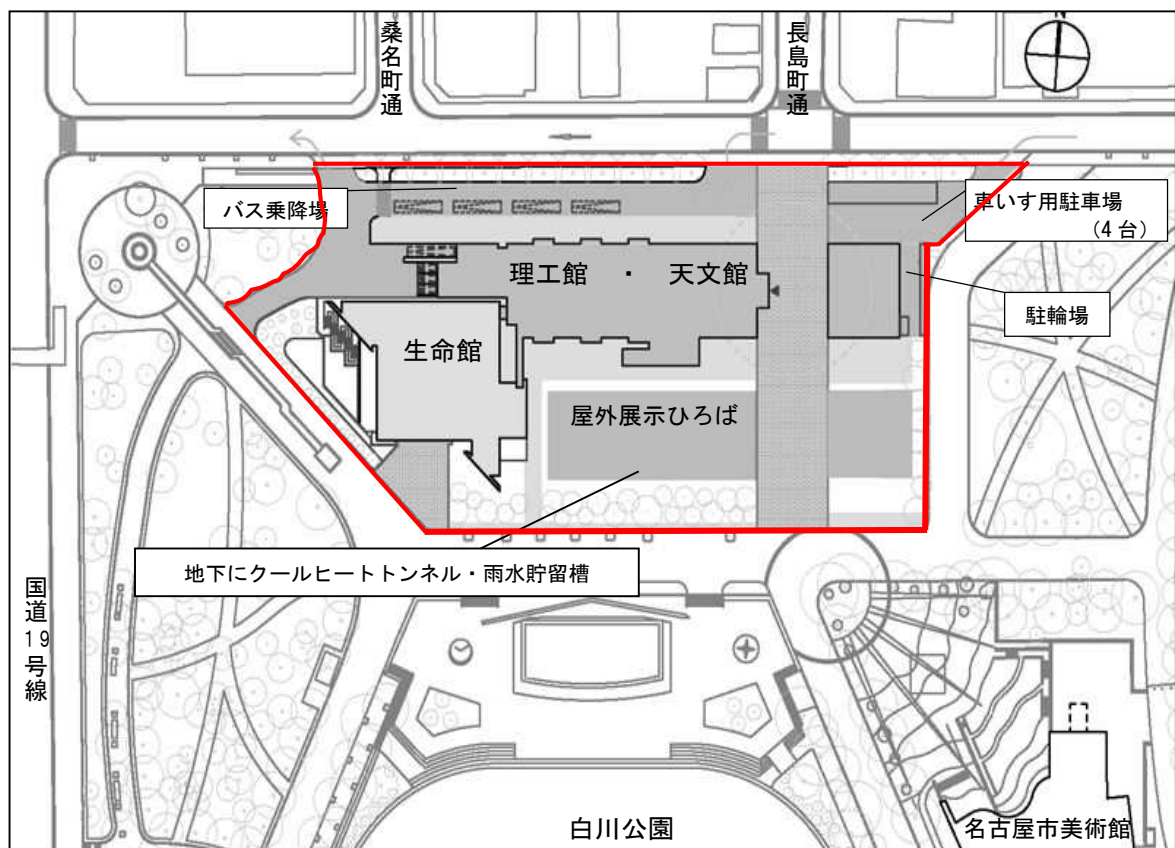 桑名町通
長島町通
N
バス乗降場
車いす用駐車場
（4 台）
理工館 ・ 天文館
駐輪場
生命館
屋外展示ひろば
地下にクールヒートトンネル・雨水貯留槽
国道19号線
白川公園
名古屋市美術館